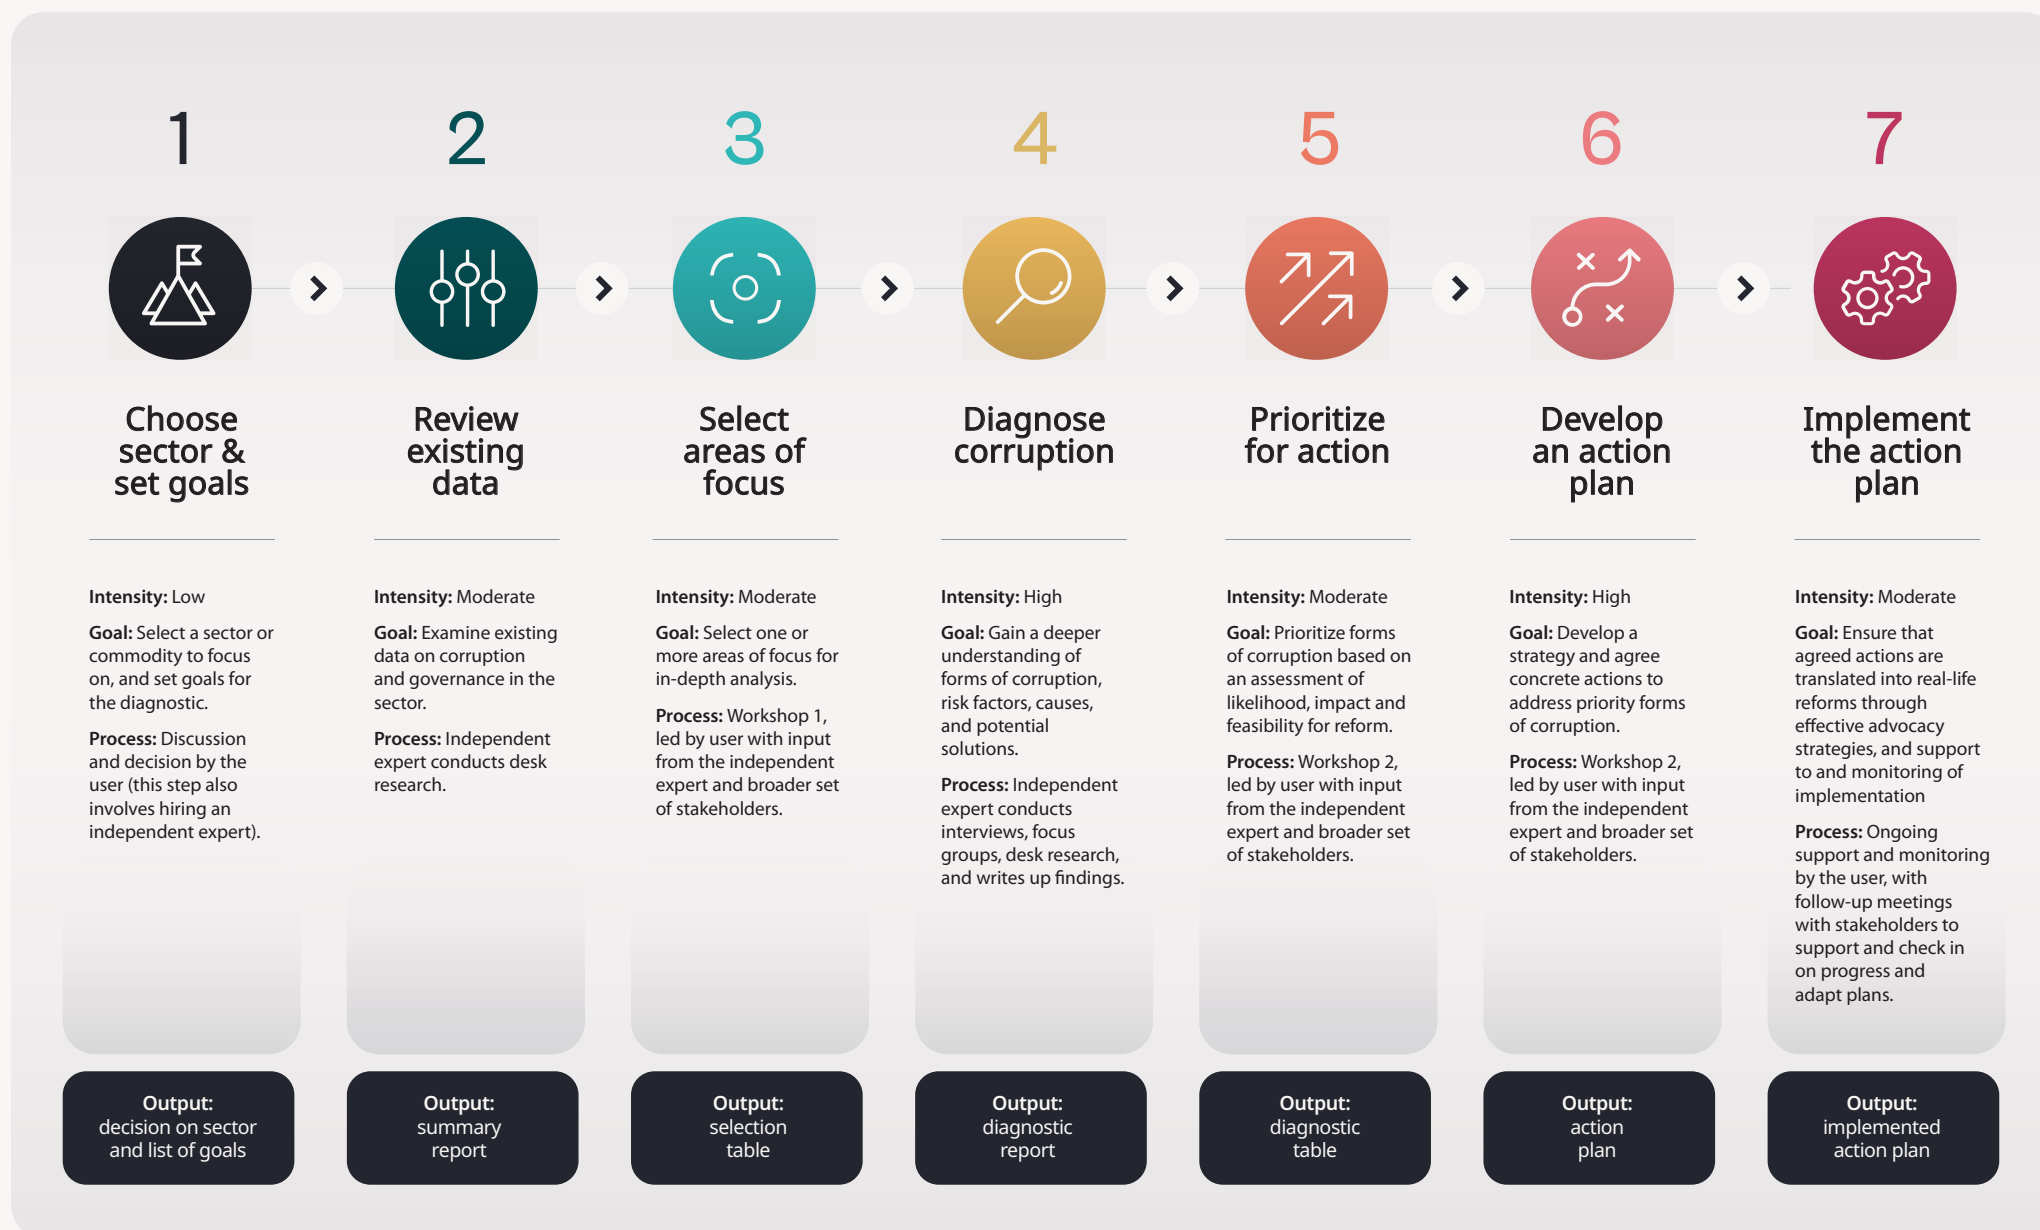 1
Choose
sector &
set goals
Intensity: Low
Goal: Select a sector or
commodity to focus
on, and set goals for
the diagnostic.
Process: Discussion
and decision by the
user (this step also
involves hiring an
independent expert).
Output:
decision on sector
and list of goals
2
Review
existing
data
Intensity: Moderate
Goal: Examine existing
data on corruption
and governance in the
sector.
Process: Independent
expert conducts desk
research.
Output:
summary
report
3
Select
areas of
focus
Intensity: Moderate
Goal: Select one or
more areas of focus for
in-depth analysis.
Process: Workshop 1,
led by user with input
from the independent
expert and broader set
of stakeholders.
Output:
selection
table
4
Diagnose
corruption
Intensity: High
Goal: Gain a deeper
understanding of
forms of corruption,
risk factors, causes,
and potential
solutions.
Process: Independent
expert conducts
interviews, focus
groups, desk research,
and writes up findings.
Output:
diagnostic
report
5
Prioritize
for action
Intensity: Moderate
Goal: Prioritize forms
of corruption based on
an assessment of
likelihood, impact and
feasibility for reform.
Process: Workshop 2,
led by user with input
from the independent
expert and broader set
of stakeholders.
Output:
diagnostic
table
6
Develop
an action
plan
Intensity: High
Goal: Develop a
strategy and agree
concrete actions to
address priority forms
of corruption.
Process: Workshop 2,
led by user with input
from the independent
expert and broader set
of stakeholders.
Output:
action
plan
7
Implement
the action
plan
Intensity: Moderate
Goal: Ensure that
agreed actions are
translated into real-life
reforms through
effective advocacy
strategies, and support
to and monitoring of
implementation
Process: Ongoing
support and monitoring
by the user, with
follow-up meetings
with stakeholders to
support and check in
on progress and
adapt plans.
Output:
implemented
action plan